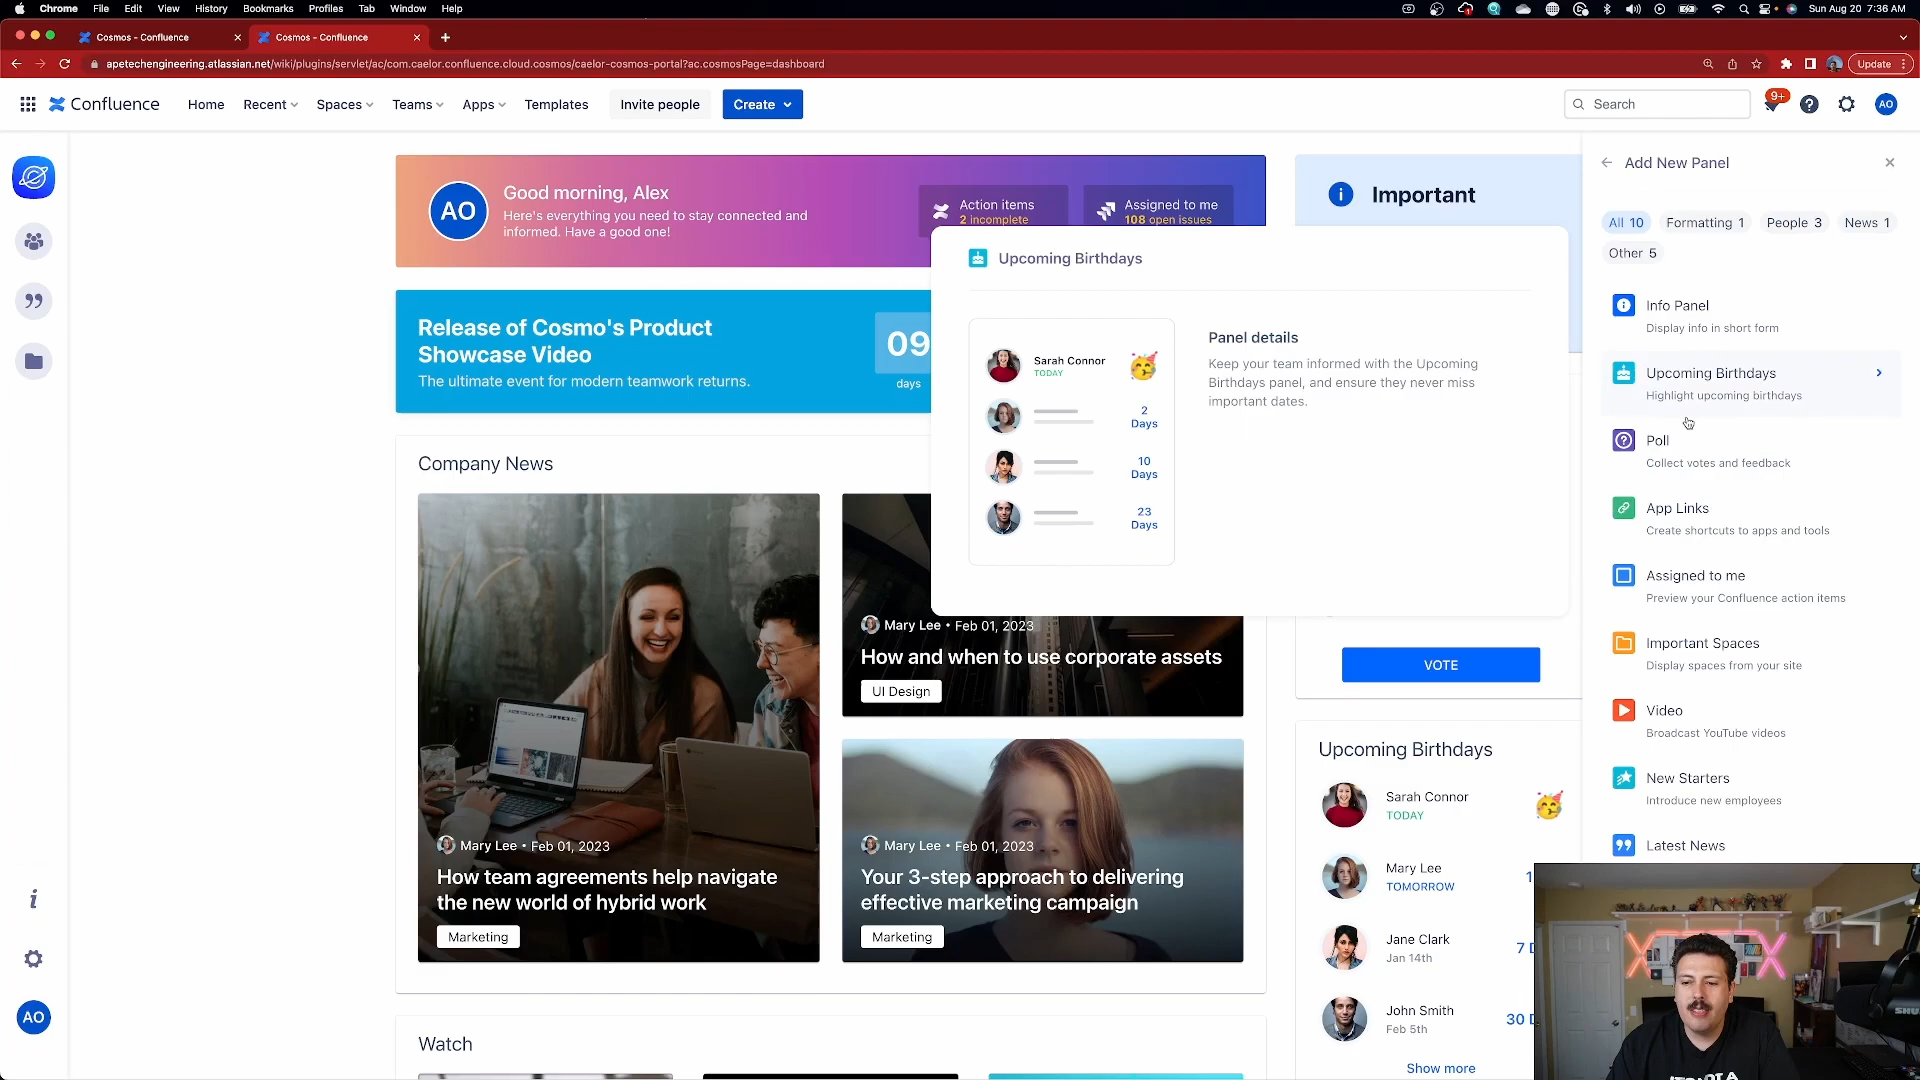 Chrome File Edit View History Bookmarks Profiles Tab Window Help
Sun Aug 20 7:36 AM
Cosmos - Confluence
Cosmos - Confluence
apetechengineering.atlassian.net/wiki/plugins/servlet/ac/com.caelor.confluence.cloud.cosmos/caelor-cosmos-portal?ac.cosmosPage=dashboard
Update
Confluence Home Recent Spaces Teams Apps Templates Invite people Create
Search
9+
AO
AO
Good morning, Alex
Here's everything you need to stay connected and
informed. Have a good one!
Action items
2 incomplete
Assigned to me
108 open issues
Important
Release of Cosmo's Product
Showcase Video
The ultimate event for modern teamwork returns.
09
days
Upcoming Birthdays
Sarah Connor
TODAY
2
Days
10
Days
23
Days
Panel details
Keep your team informed with the Upcoming
Birthdays panel, and ensure they never miss
important dates.
Company News
Mary Lee • Feb 01, 2023
How team agreements help navigate
the new world of hybrid work
Marketing
Mary Lee • Feb 01, 2023
How and when to use corporate assets
UI Design
Mary Lee • Feb 01, 2023
Your 3-step approach to delivering
effective marketing campaign
Marketing
Watch
VOTE
Upcoming Birthdays
Sarah Connor
TODAY
Mary Lee
TOMORROW
1
Jane Clark
Jan 14th
7 D
John Smith
Feb 5th
30 D
Show more
Add New Panel
All 10 Formatting 1 People 3 News 1
Other 5
Info Panel
Display info in short form
Upcoming Birthdays
Highlight upcoming birthdays
Poll
Collect votes and feedback
App Links
Create shortcuts to apps and tools
Assigned to me
Preview your Confluence action items
Important Spaces
Display spaces from your site
Video
Broadcast YouTube videos
New Starters
Introduce new employees
Latest News
AO